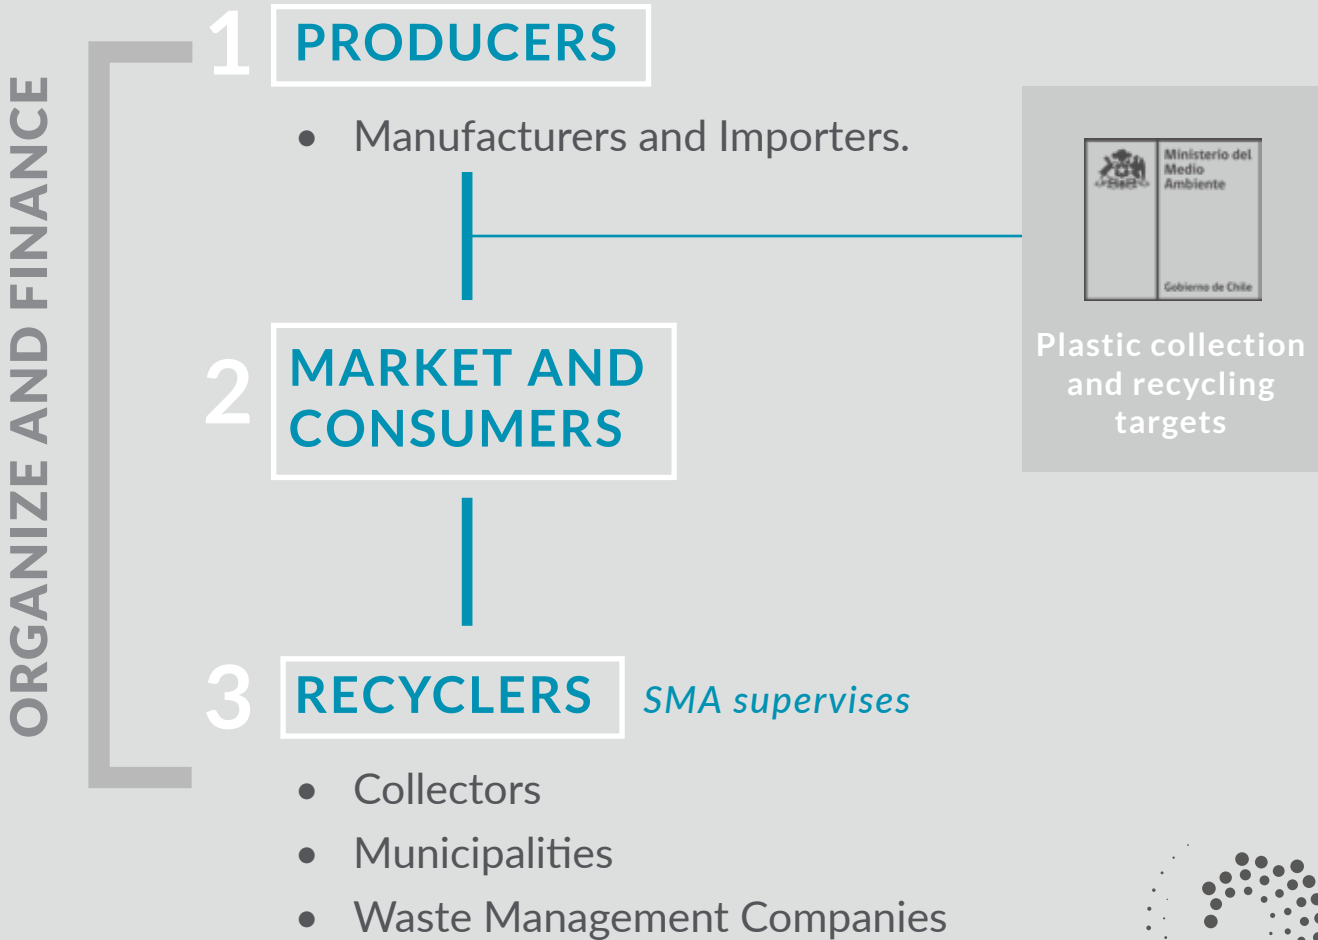 ORGANIZE AND FINANCE
1 PRODUCERS
• Manufacturers and Importers.
Ministerio del
Medio
Ambiente
Gobierno de Chile
Plastic collection
and recycling
targets
2 MARKET AND
CONSUMERS
3 RECYCLERS SMA supervises
• Collectors
• Municipalities
• Waste Management Companies